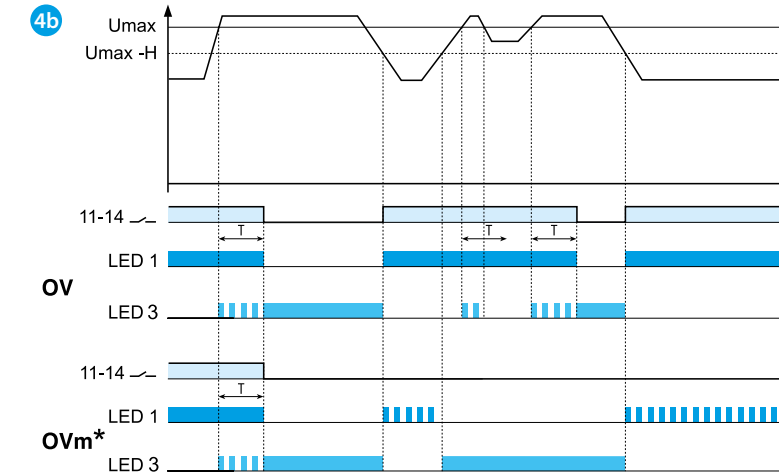 4b
Umax
Umax -H
11-14
T T T
LED 1
OV
LED 3
11-14
T
LED 1
OVm*
LED 3